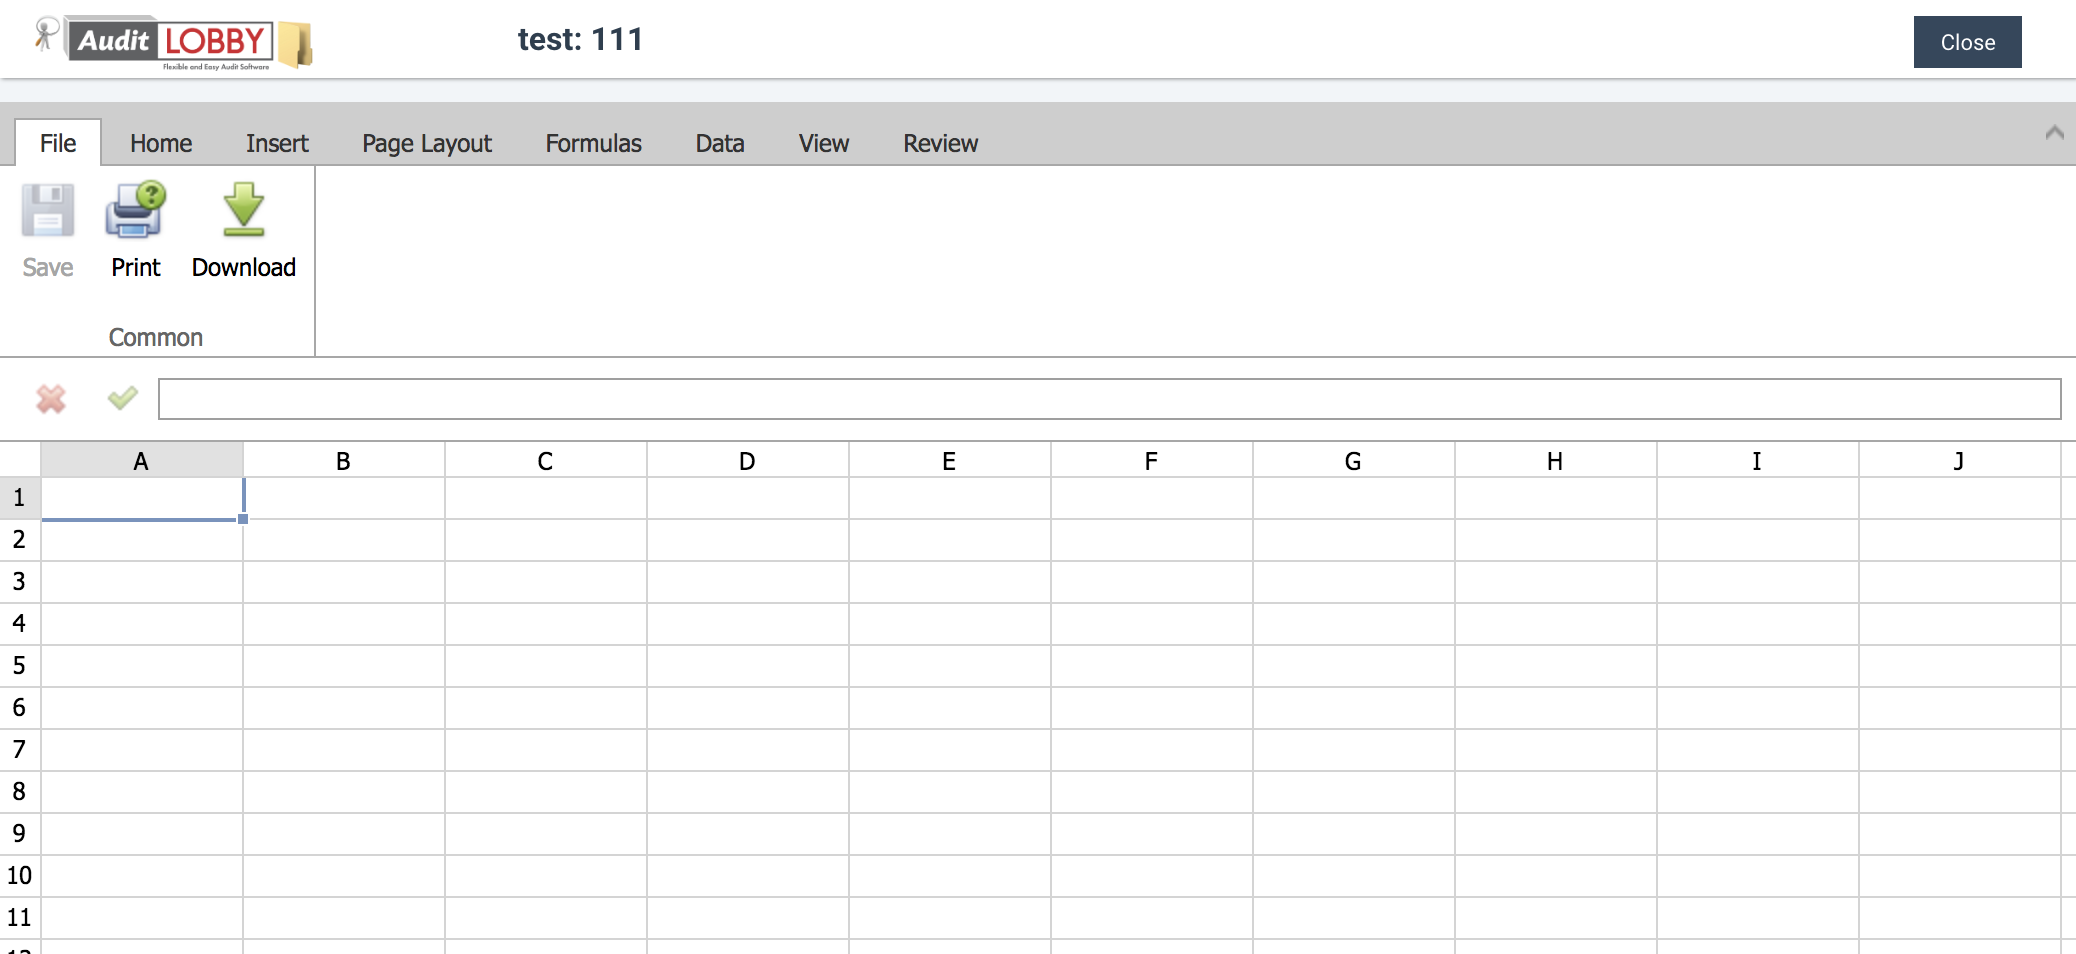 Audit LOBBY
Flexible and Easy Audit Software
test: 111
Close
File Home Insert Page Layout Formulas Data View Review
Save Print Download
Common
A B C D E F G H I J
1
2
3
4
5
6
7
8
9
10
11